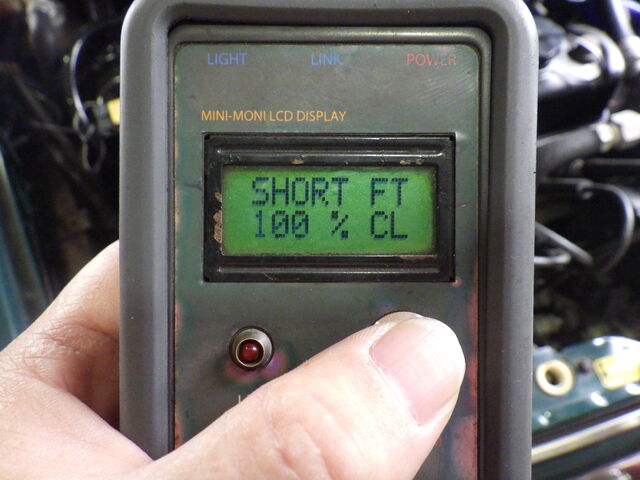 LIGHT LINK POWER
MINI-MONI LCD DISPLAY
SHORT FT
100 % CL